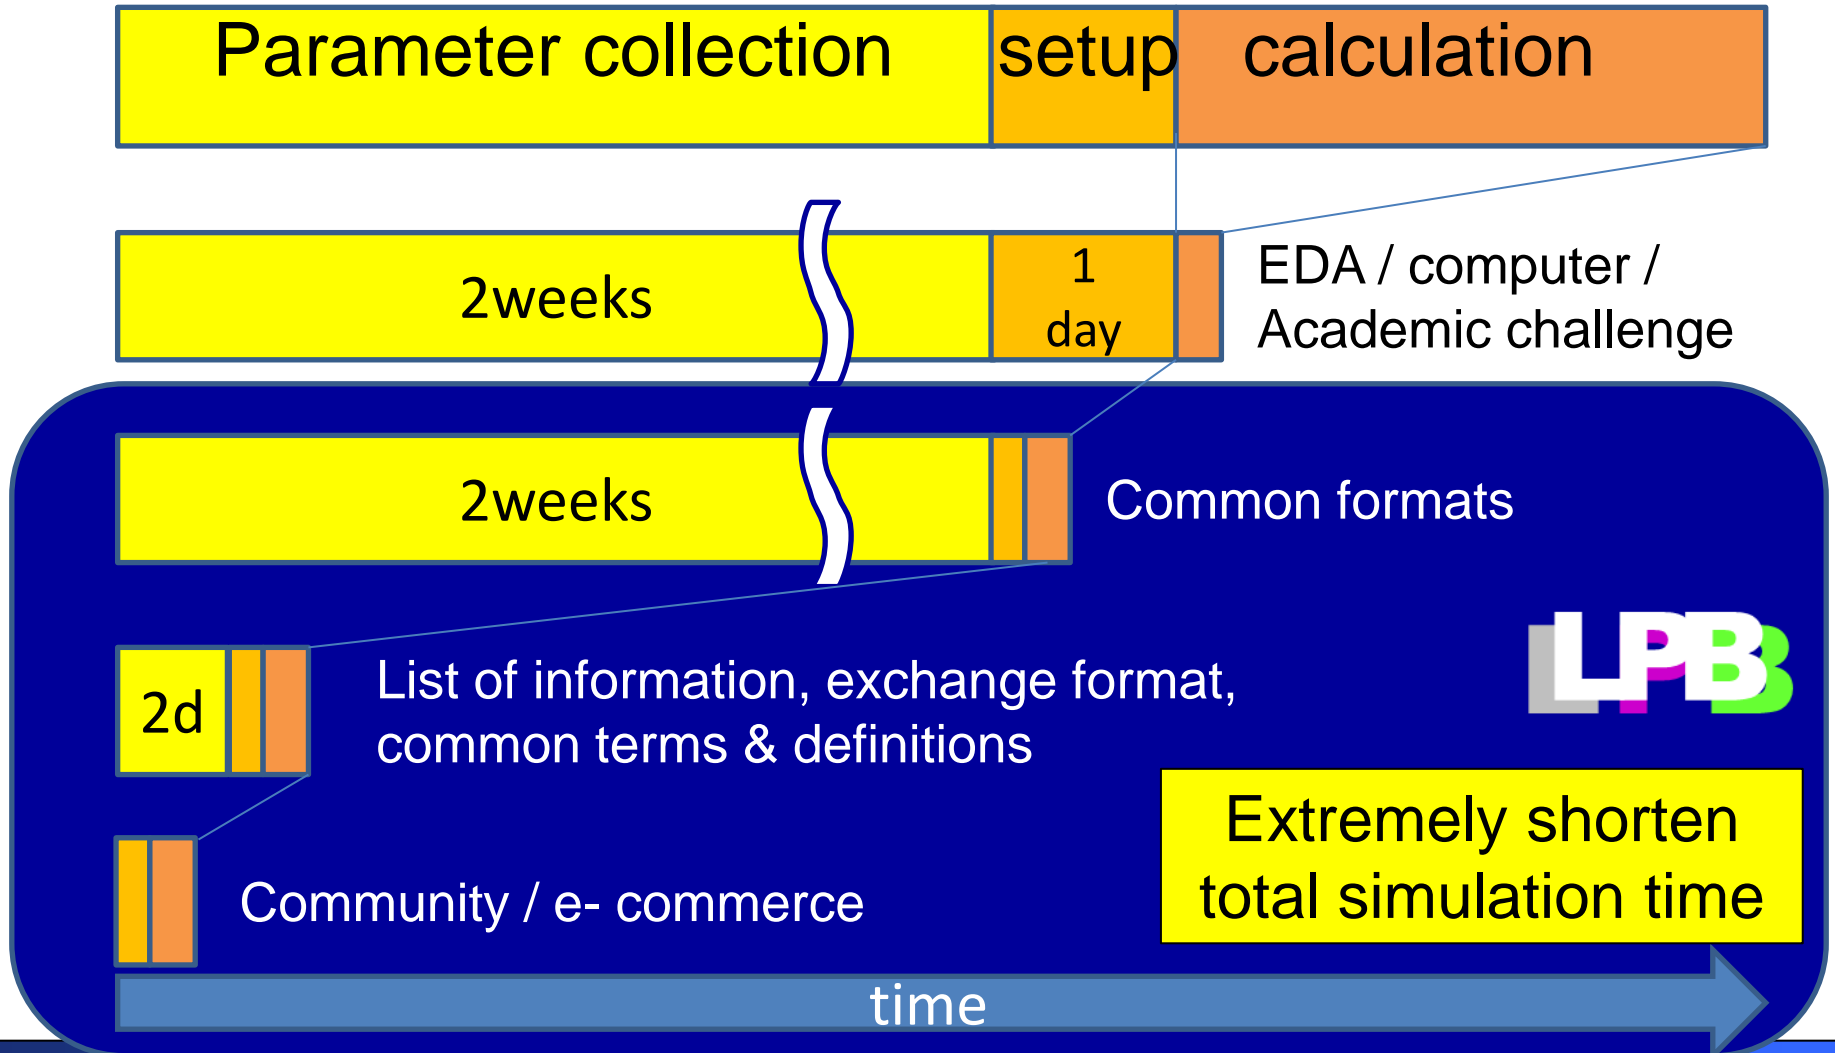 Parameter collection setup calculation
2weeks
1
day
EDA / computer /
Academic challenge
2weeks
Common formats
2d
List of information, exchange format,
common terms & definitions
LPB
Extremely shorten
total simulation time
Community / e- commerce
time